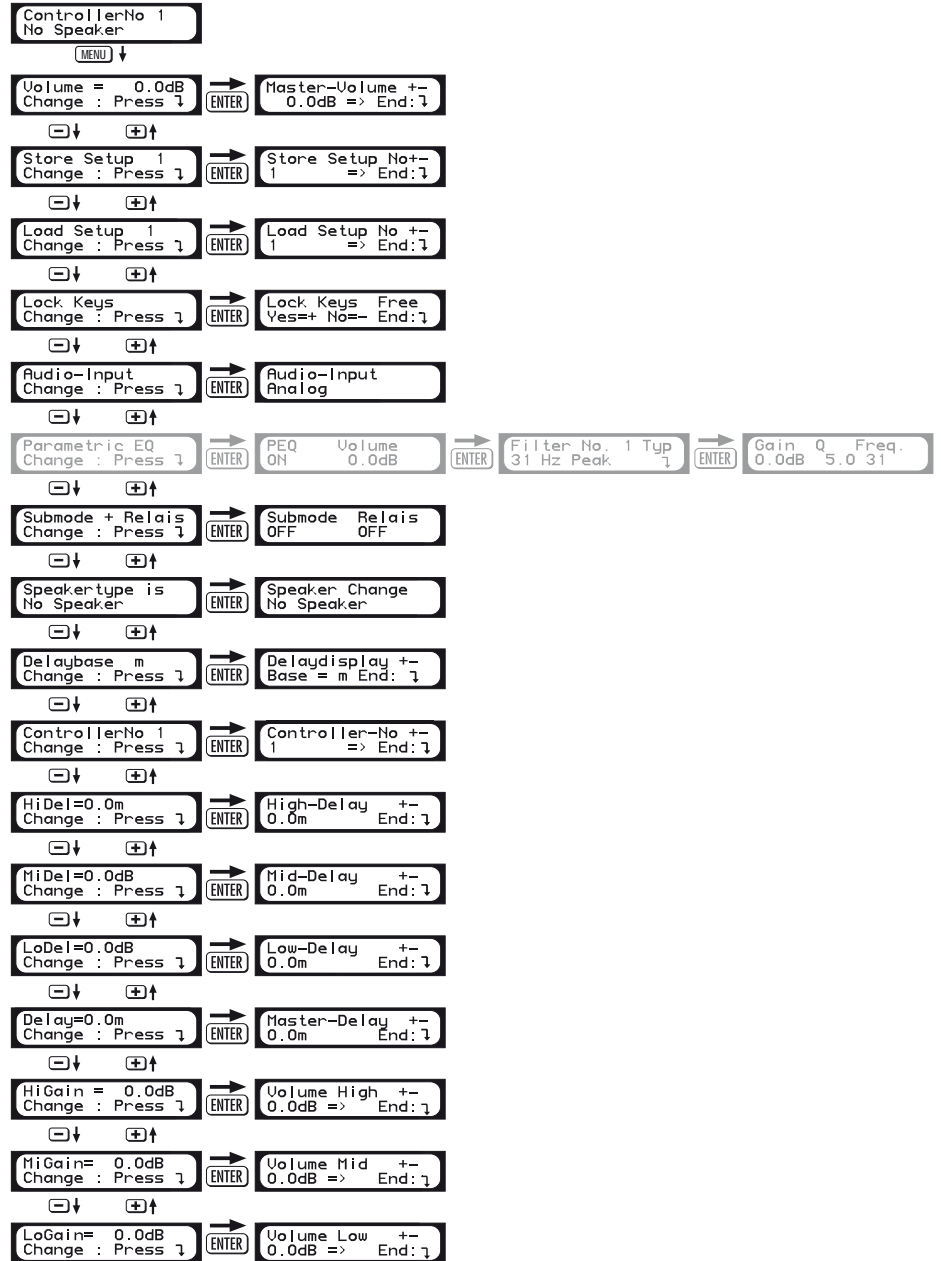 ControllerNo 1
No Speaker
MENU
Volume = 0.0dB
Change : Press ↴
ENTER
Master-Volume +-
0.0dB => End:↴
- +
Store Setup 1
Change : Press ↴
ENTER
Store Setup No+-
1 => End:↴
- +
Load Setup 1
Change : Press ↴
ENTER
Load Setup No +-
1 => End:↴
- +
Lock Keys
Change : Press ↴
ENTER
Lock Keys Free
Yes=+ No=- End:↴
- +
Audio-Input
Change : Press ↴
ENTER
Audio-Input
Analog
- +
Parametric EQ
Change : Press ↴
ENTER
PEQ Volume
ON 0.0dB
ENTER
Filter No. 1 Typ
31 Hz Peak ↴
ENTER
Gain Q Freq.
0.0dB 5.0 31
- +
Submode + Relais
Change : Press ↴
ENTER
Submode Relais
OFF OFF
- +
Speakertype is
No Speaker
ENTER
Speaker Change
No Speaker
- +
Delaybase m
Change : Press ↴
ENTER
Delaydisplay +-
Base = m End: ↴
- +
ControllerNo 1
Change : Press ↴
ENTER
Controller-No +-
1 => End:↴
- +
HiDel=0.0m
Change : Press ↴
ENTER
High-Delay +-
0.0m End:↴
- +
MiDel=0.0dB
Change : Press ↴
ENTER
Mid-Delay +-
0.0m End:↴
- +
LoDel=0.0dB
Change : Press ↴
ENTER
Low-Delay +-
0.0m End:↴
- +
Delay=0.0m
Change : Press ↴
ENTER
Master-Delay +-
0.0m End:↴
- +
HiGain = 0.0dB
Change : Press ↴
ENTER
Volume High +-
0.0dB => End:↴
- +
MiGain= 0.0dB
Change : Press ↴
ENTER
Volume Mid +-
0.0dB => End:↴
- +
LoGain= 0.0dB
Change : Press ↴
ENTER
Volume Low +-
0.0dB => End:↴